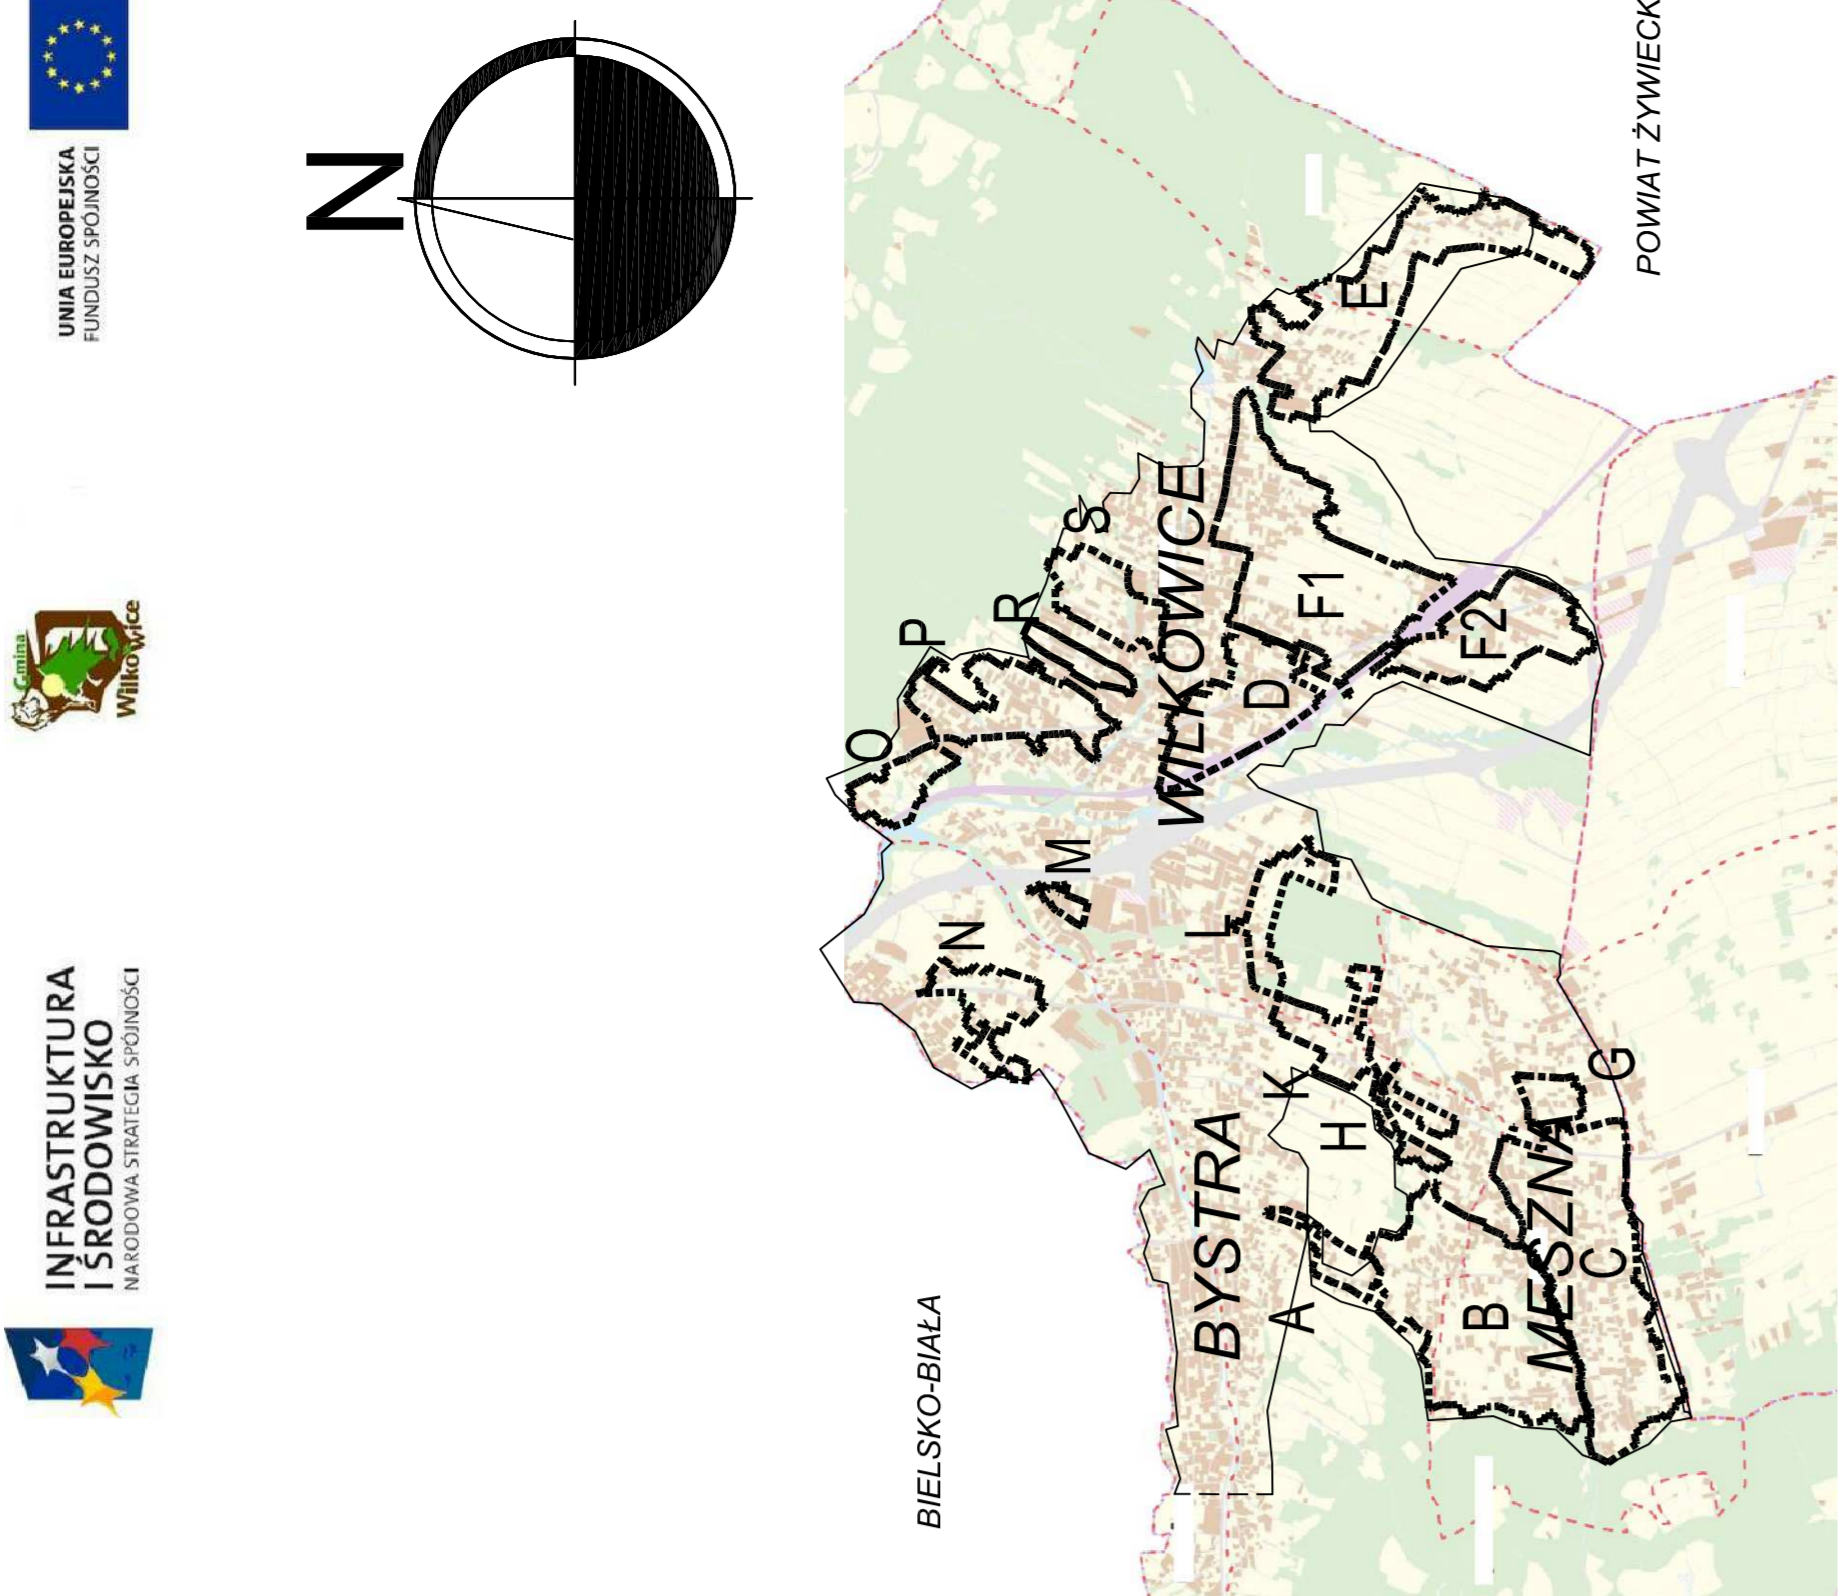 INFRASTRUKTURA
I ŚRODOWISKO
NARODOWA STRATEGIA SPÓJNOŚCI
Gmina
Wilkowice
UNIA EUROPEJSKA
FUNDUSZ SPÓJNOŚCI
N
BIELSKO-BIAŁA
POWIAT ŻYWIECK
BYSTRA
WILKOWICE
MESZNA
A
B
C
D
E
F1
F2
G
H
K
L
M
N
O
P
R
S